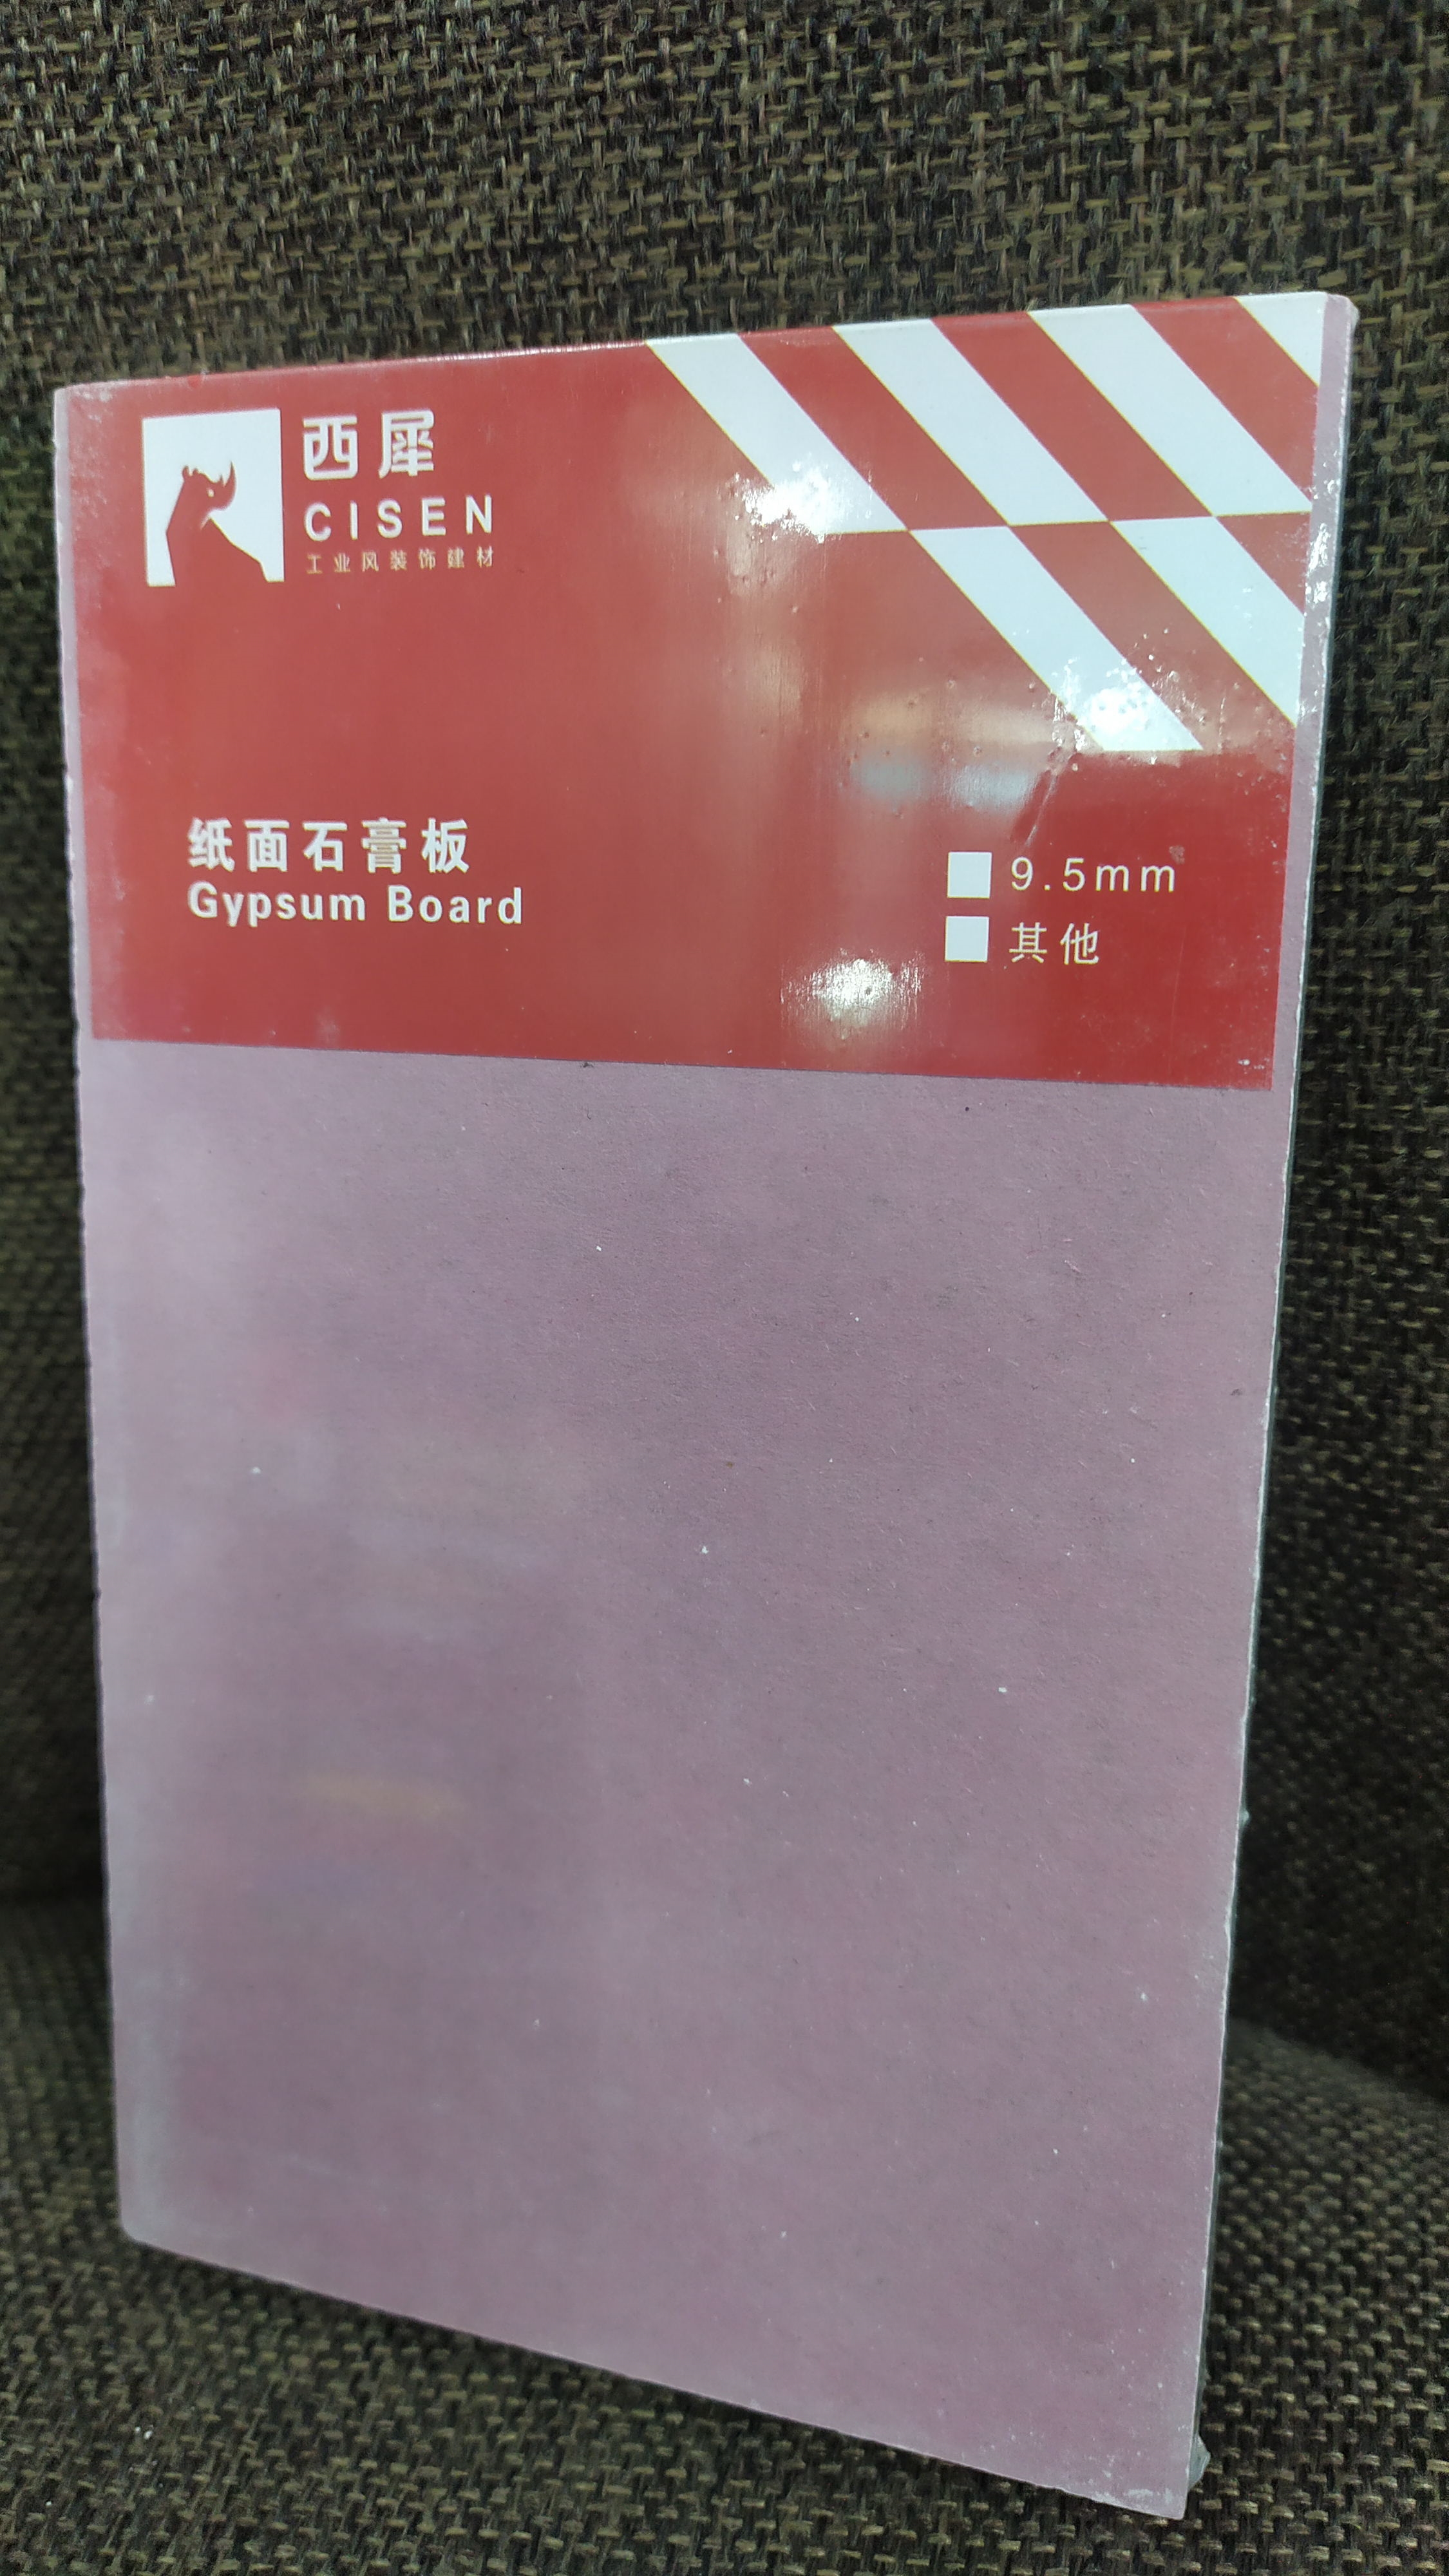 西犀
CISEN
工业风装饰建材
纸面石膏板
Gypsum Board
9.5mm
其他